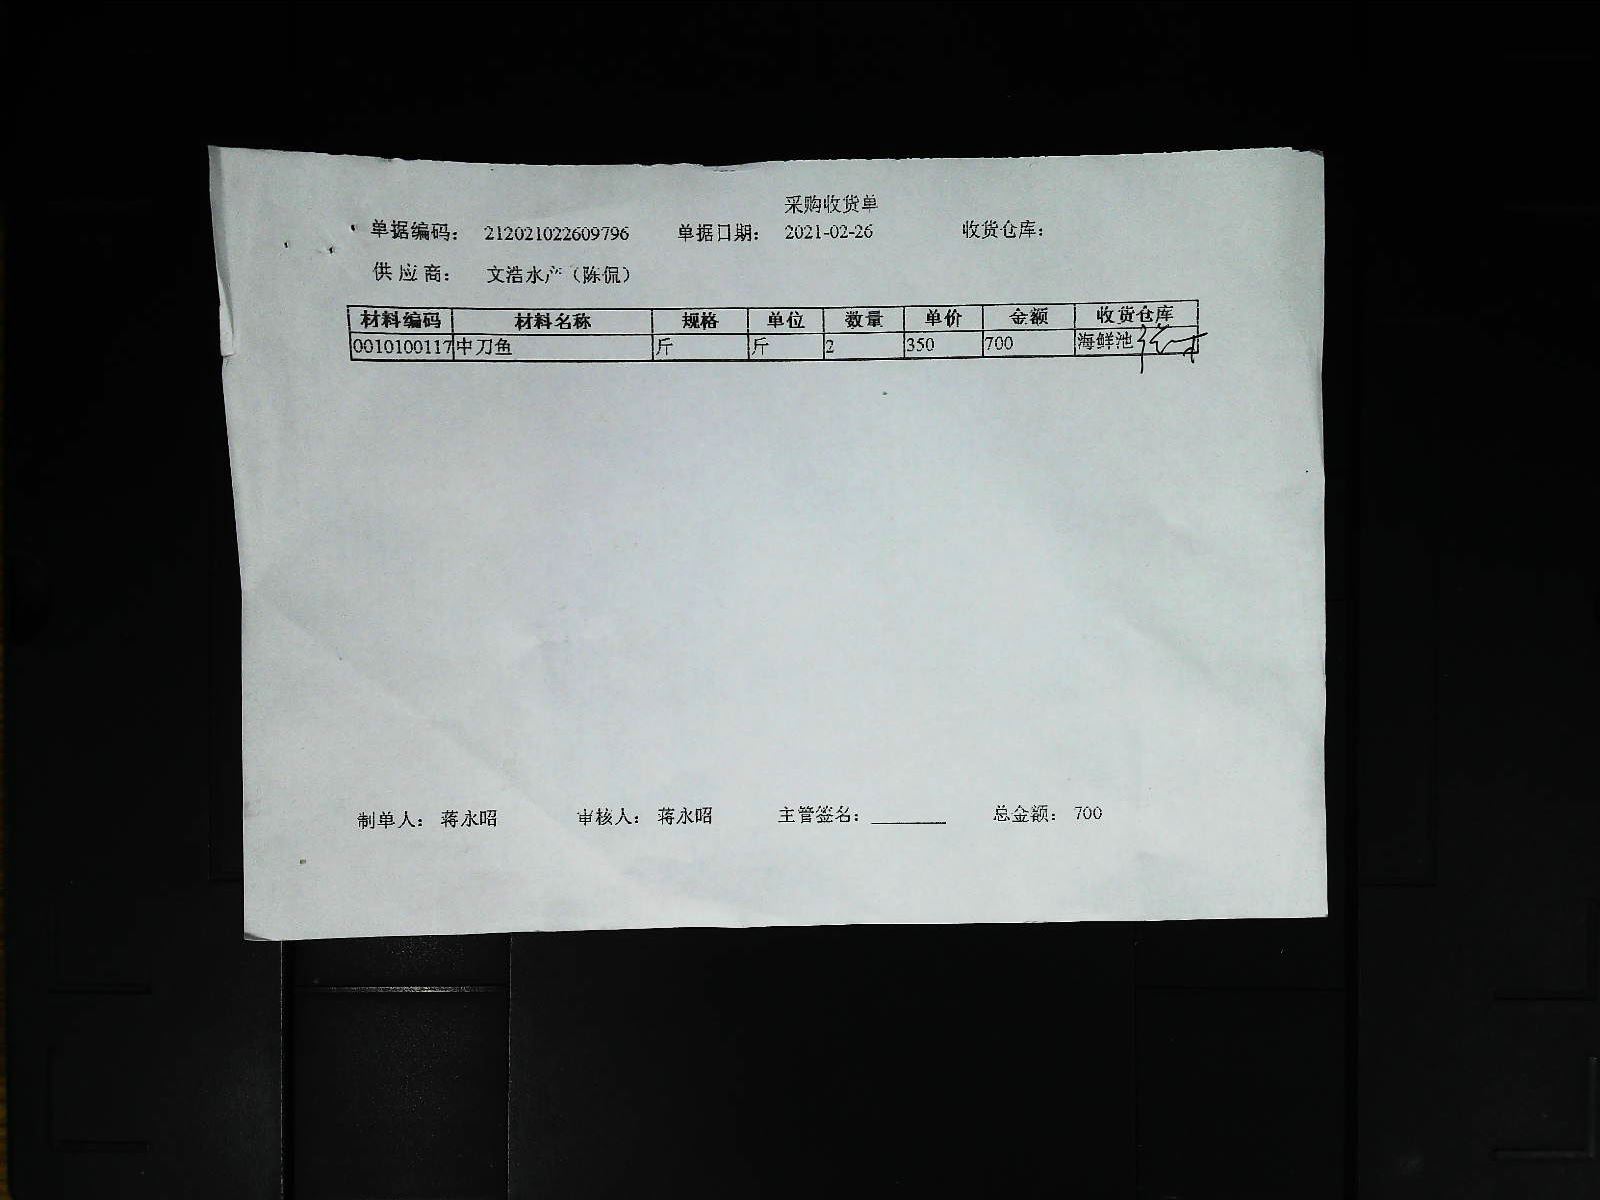 采购收货单
单据编码: 212021022609796 单据日期: 2021-02-26 收货仓库:
供应商: 文浩水产（陈侃）
材料编码 材料名称 规格 单位 数量 单价 金额 收货仓库
0010100117 中刀鱼 斤 斤 2 350 700 海鲜池
制单人: 蒋永昭 审核人: 蒋永昭 主管签名: ________ 总金额: 700